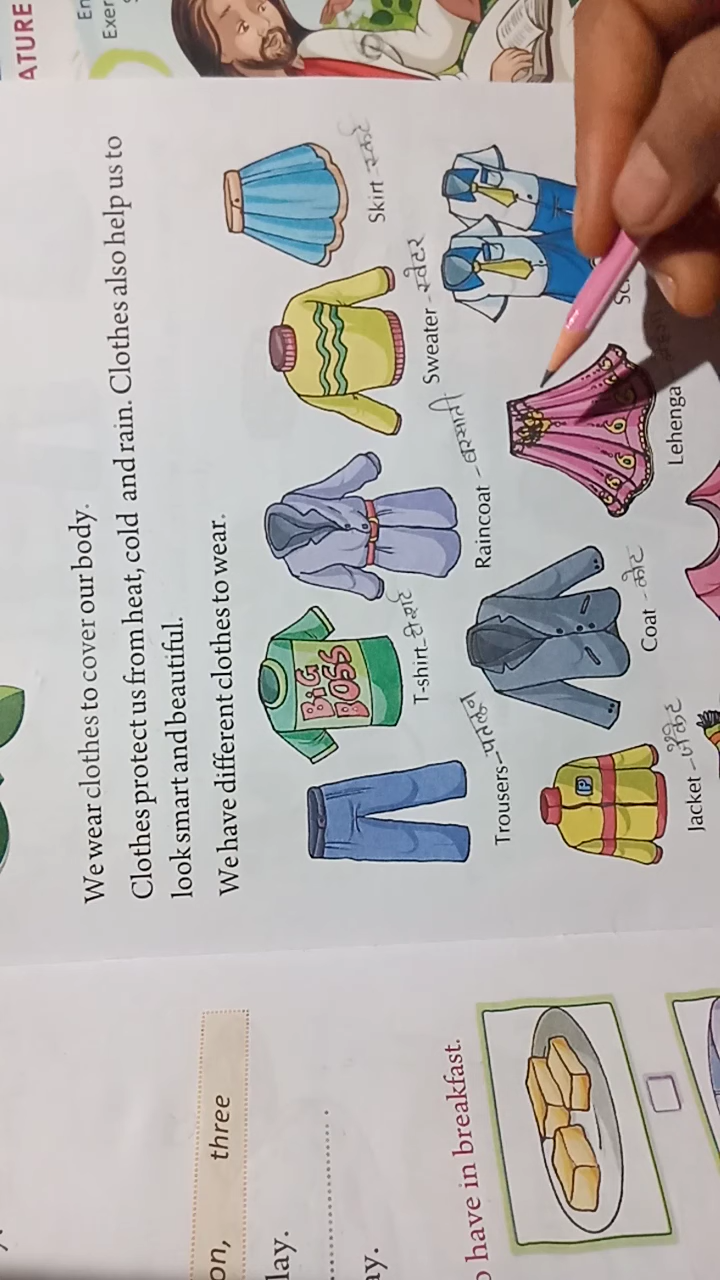 ATURE
En
Exer
We wear clothes to cover our body.
Clothes protect us from heat, cold and rain. Clothes also help us to
look smart and beautiful.
We have different clothes to wear.
BiG
BOSS
Trousers-पतलून
T-shirt-टीशर्ट
Raincoat - बरसाती
Sweater - स्वेटर
Skirt - स्कर्ट
P
Jacket - जैकेट
Coat - कोट
Lehenga
on, three
lay.
ay.
have in breakfast.